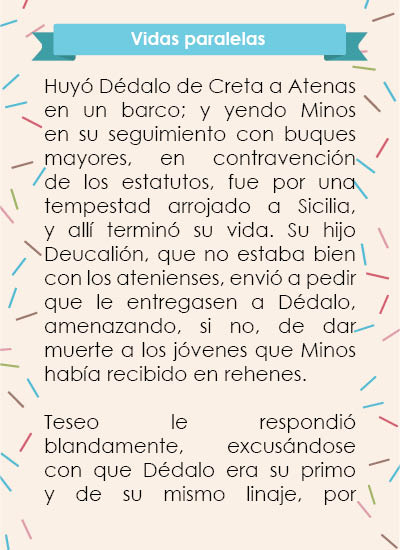 Vidas paralelas
Huyó Dédalo de Creta a Atenas
en un barco; y yendo Minos
en su seguimiento con buques
mayores, en contravención
de los estatutos, fue por una
tempestad arrojado a Sicilia,
y allí terminó su vida. Su hijo
Deucalión, que no estaba bien
con los atenienses, envió a pedir
que le entregasen a Dédalo,
amenazando, si no, de dar
muerte a los jóvenes que Minos
había recibido en rehenes.
Teseo le respondió
blandamente, excusándose
con que Dédalo era su primo
y de su mismo linaje, por